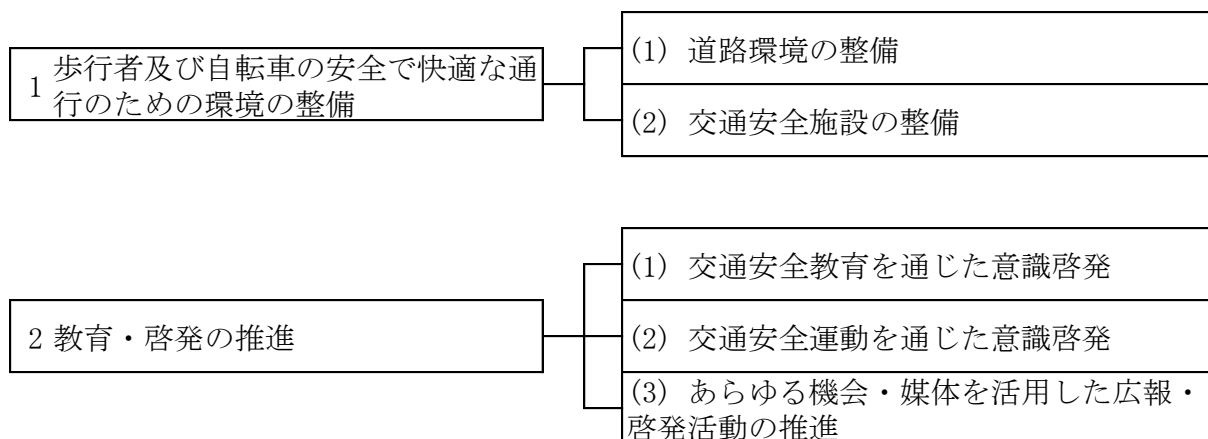 1 歩行者及び自転車の安全で快適な通
行のための環境の整備
(1) 道路環境の整備
(2) 交通安全施設の整備
2 教育・啓発の推進
(1) 交通安全教育を通じた意識啓発
(2) 交通安全運動を通じた意識啓発
(3) あらゆる機会・媒体を活用した広報・
啓発活動の推進